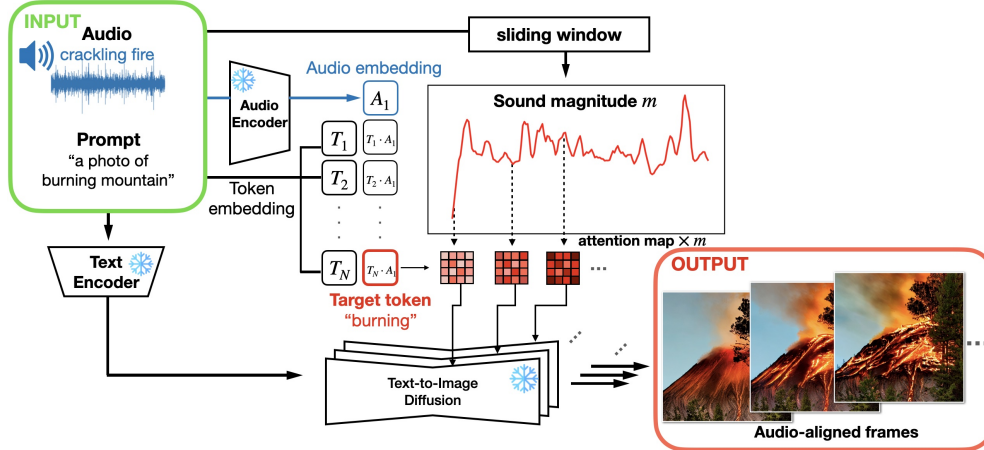 INPUT
Audio
crackling fire
Prompt
“a photo of
burning mountain”
sliding window
Audio embedding
Audio
Encoder
A₁
T₁
T₁ · A₁
T₂
T₂ · A₁
Token
embedding
T_N
T_N · A₁
Target token
“burning”
Sound magnitude m
attention map × m
...
Text
Encoder
Text-to-Image
Diffusion
OUTPUT
Audio-aligned frames